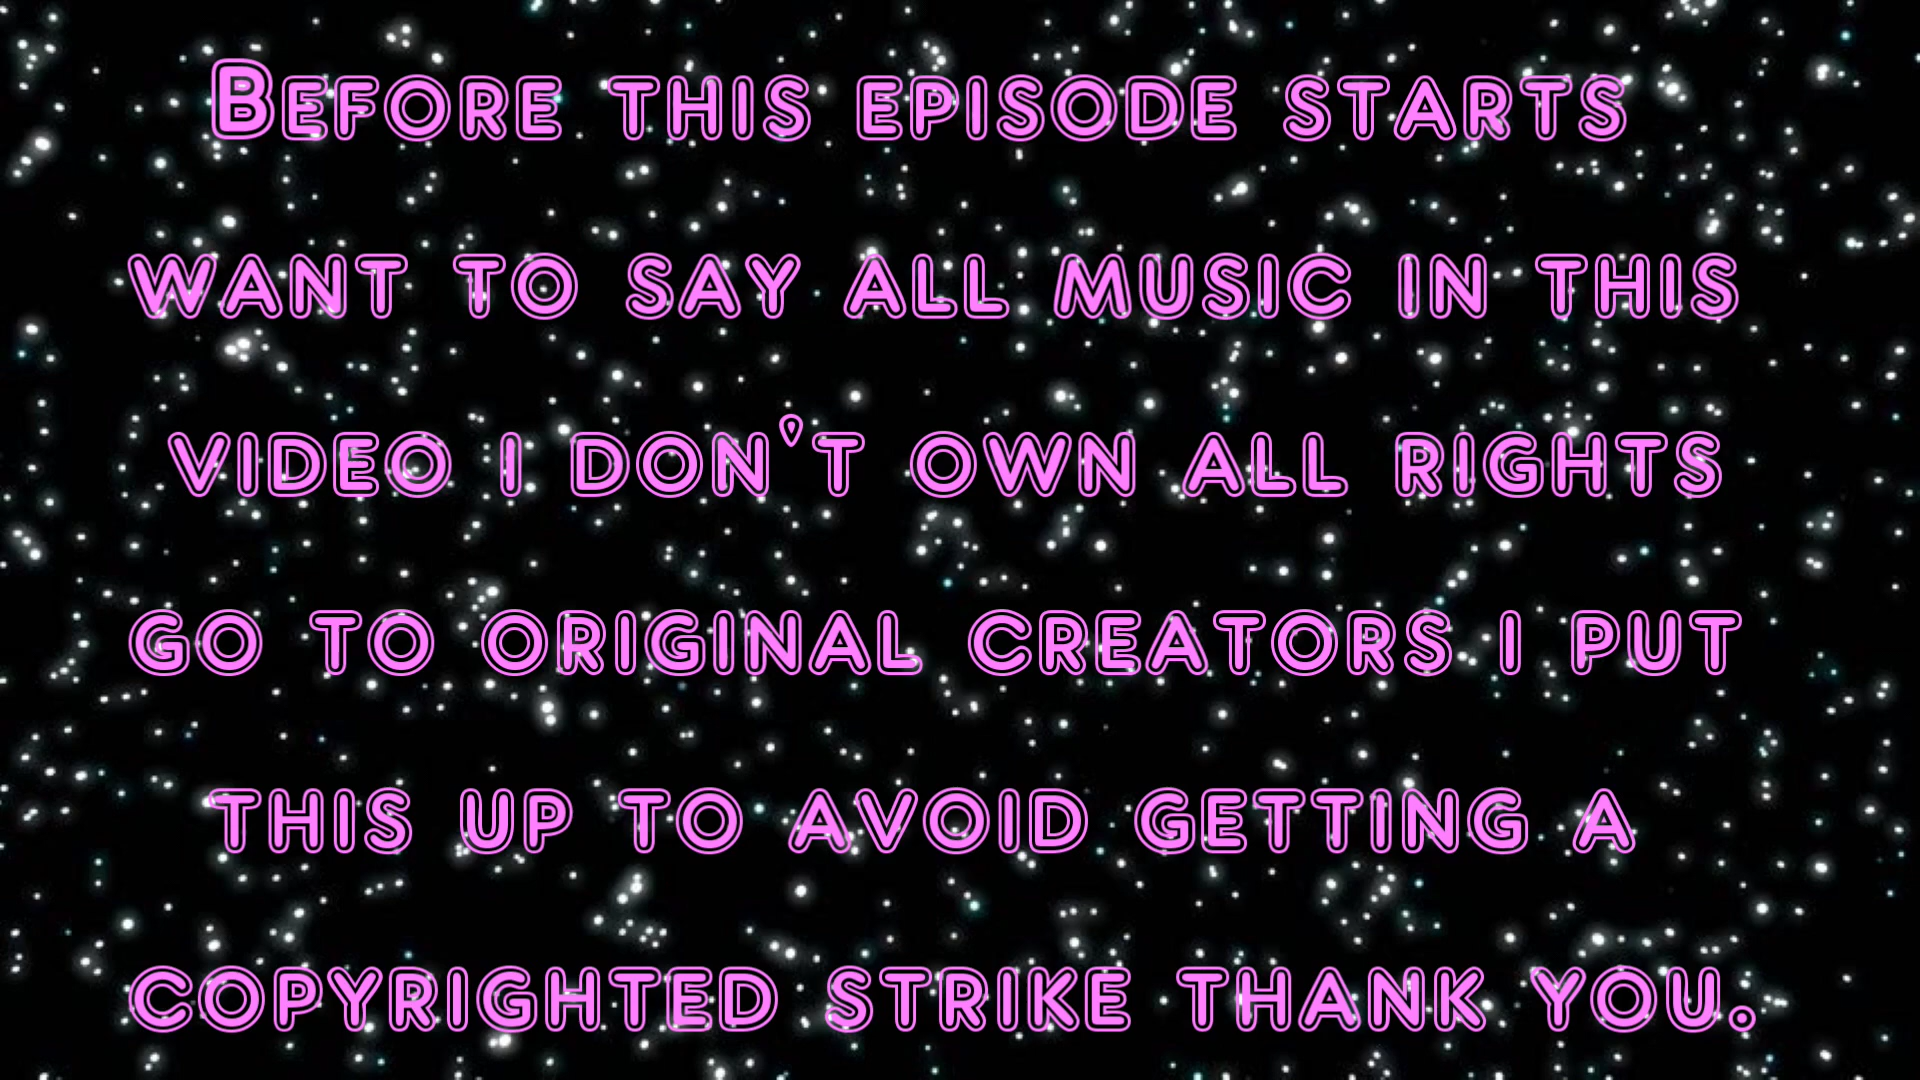 Before this episode starts
want to say all music in this
video i don't own all rights
go to original creators i put
this up to avoid getting a
copyrighted strike thank you.